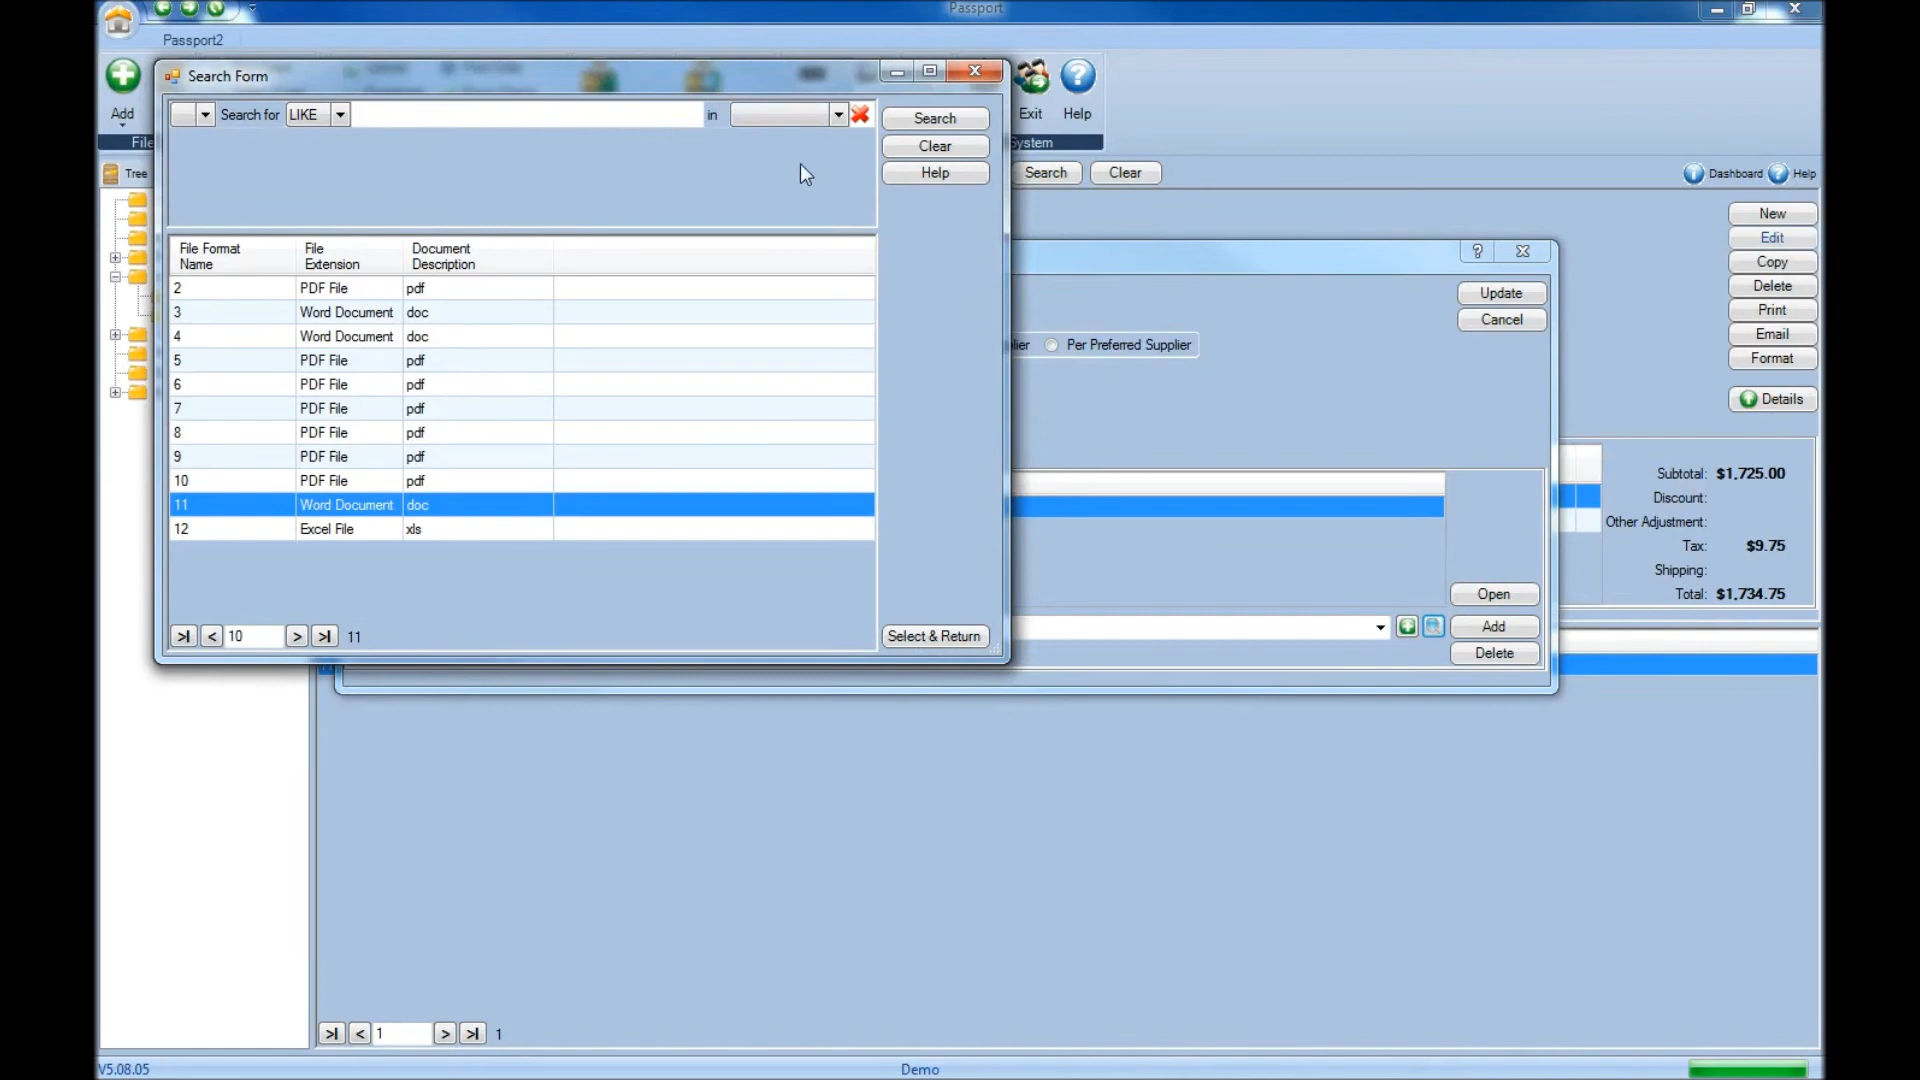 Passport
Passport2
Add
File
Exit
Help
System
Search Form
Search for
LIKE
in
Search
Clear
Help
Tree
Search
Clear
Dashboard
Help
File Format Name
File Extension
Document Description
2 PDF File pdf
3 Word Document doc
4 Word Document doc
5 PDF File pdf
6 PDF File pdf
7 PDF File pdf
8 PDF File pdf
9 PDF File pdf
10 PDF File pdf
11 Word Document doc
12 Excel File xls
10
11
Select & Return
?
Update
Cancel
lier
Per Preferred Supplier
Open
Add
Delete
New
Edit
Copy
Delete
Print
Email
Format
Details
Subtotal: $1,725.00
Discount:
Other Adjustment:
Tax: $9.75
Shipping:
Total: $1,734.75
1
1
V5.08.05
Demo